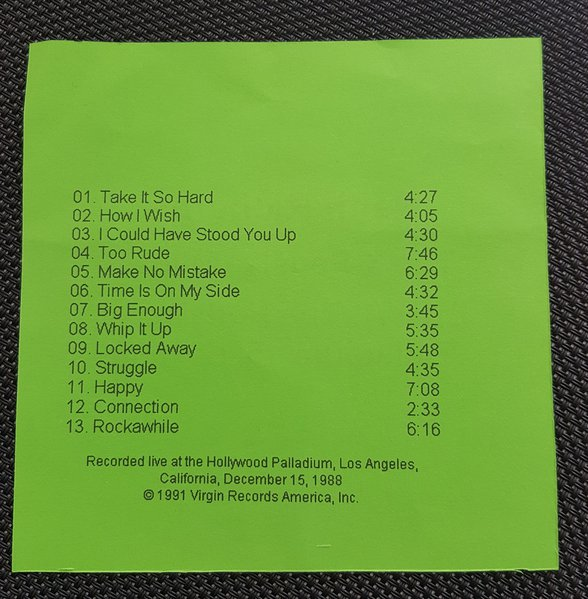 01. Take It So Hard 4:27
02. How I Wish 4:05
03. I Could Have Stood You Up 4:30
04. Too Rude 7:46
05. Make No Mistake 6:29
06. Time Is On My Side 4:32
07. Big Enough 3:45
08. Whip It Up 5:35
09. Locked Away 5:48
10. Struggle 4:35
11. Happy 7:08
12. Connection 2:33
13. Rockawhile 6:16
Recorded live at the Hollywood Palladium, Los Angeles,
California, December 15, 1988
© 1991 Virgin Records America, Inc.